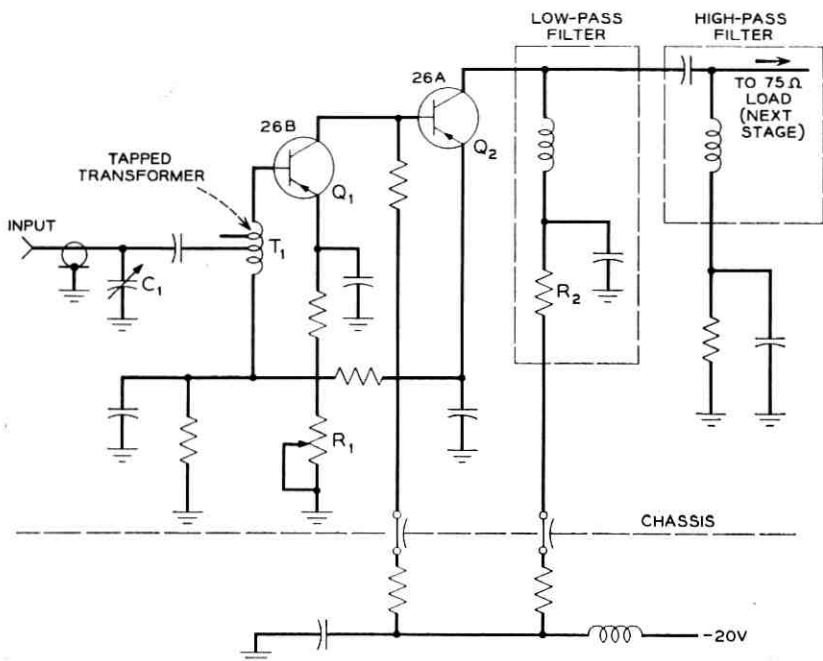 LOW-PASS
FILTER
HIGH-PASS
FILTER
26A
TO 75Ω
LOAD
(NEXT
STAGE)
26B
Q2
TAPPED
TRANSFORMER
Q1
INPUT
T1
C1
R2
R1
CHASSIS
-20V